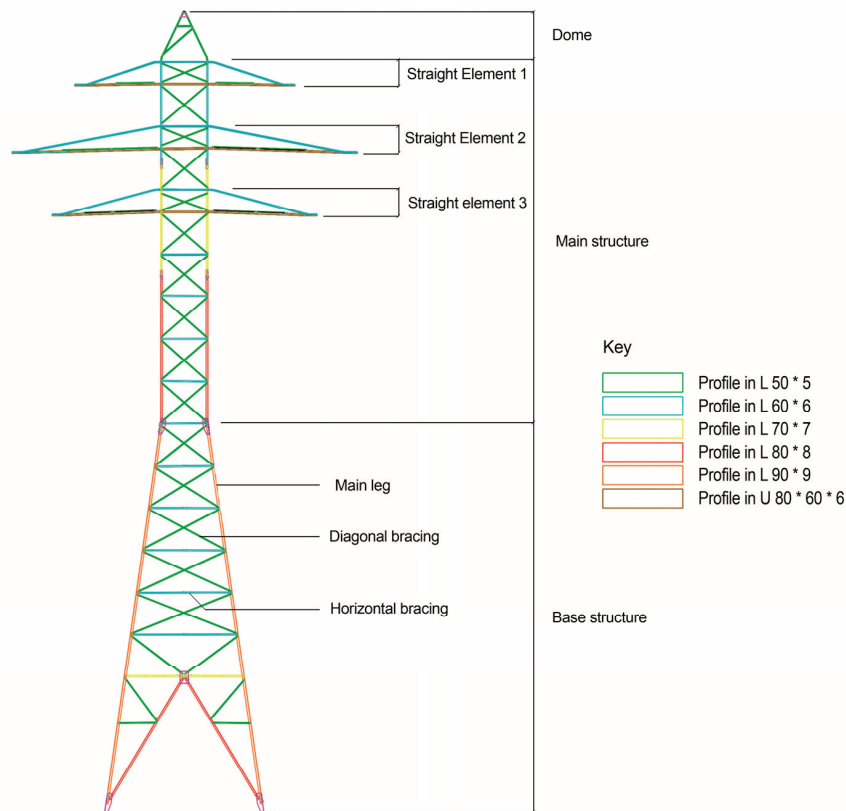 Dome
Straight Element 1
Straight Element 2
Straight element 3
Main structure
Key
Profile in L 50 * 5
Profile in L 60 * 6
Profile in L 70 * 7
Profile in L 80 * 8
Profile in L 90 * 9
Profile in U 80 * 60 * 6
Main leg
Diagonal bracing
Horizontal bracing
Base structure